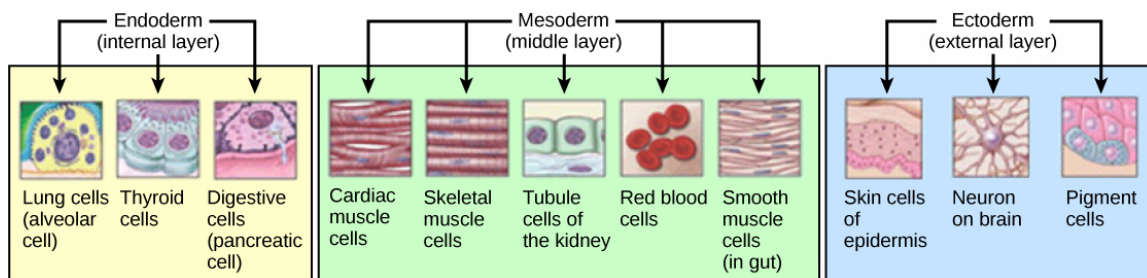 Endoderm
(internal layer)
Mesoderm
(middle layer)
Ectoderm
(external layer)
Lung cells
(alveolar
cell)
Thyroid
cells
Digestive
cells
(pancreatic
cell)
Cardiac
muscle
cells
Skeletal
muscle
cells
Tubule
cells of
the kidney
Red blood
cells
Smooth
muscle
cells
(in gut)
Skin cells
of
epidermis
Neuron
on brain
Pigment
cells